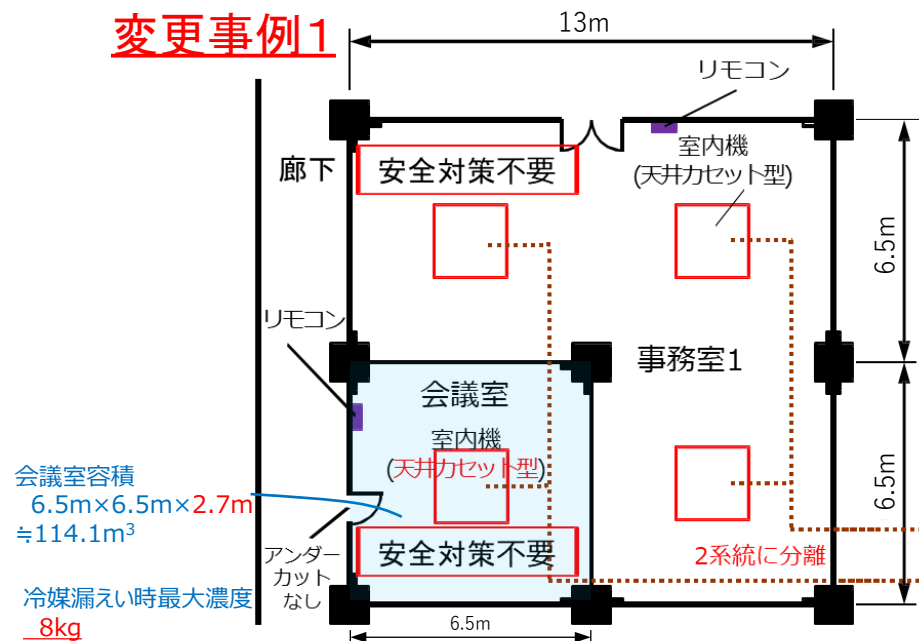 変更事例1
13m
リモコン
廊下
安全対策不要
室内機
(天井カセット型)
6.5m
リモコン
事務室1
会議室
室内機
(天井カセット型)
会議室容積
6.5m×6.5m×2.7m
≒114.1m³
6.5m
アンダー
カット
なし
安全対策不要
2系統に分離
冷媒漏えい時最大濃度
8kg
6.5m